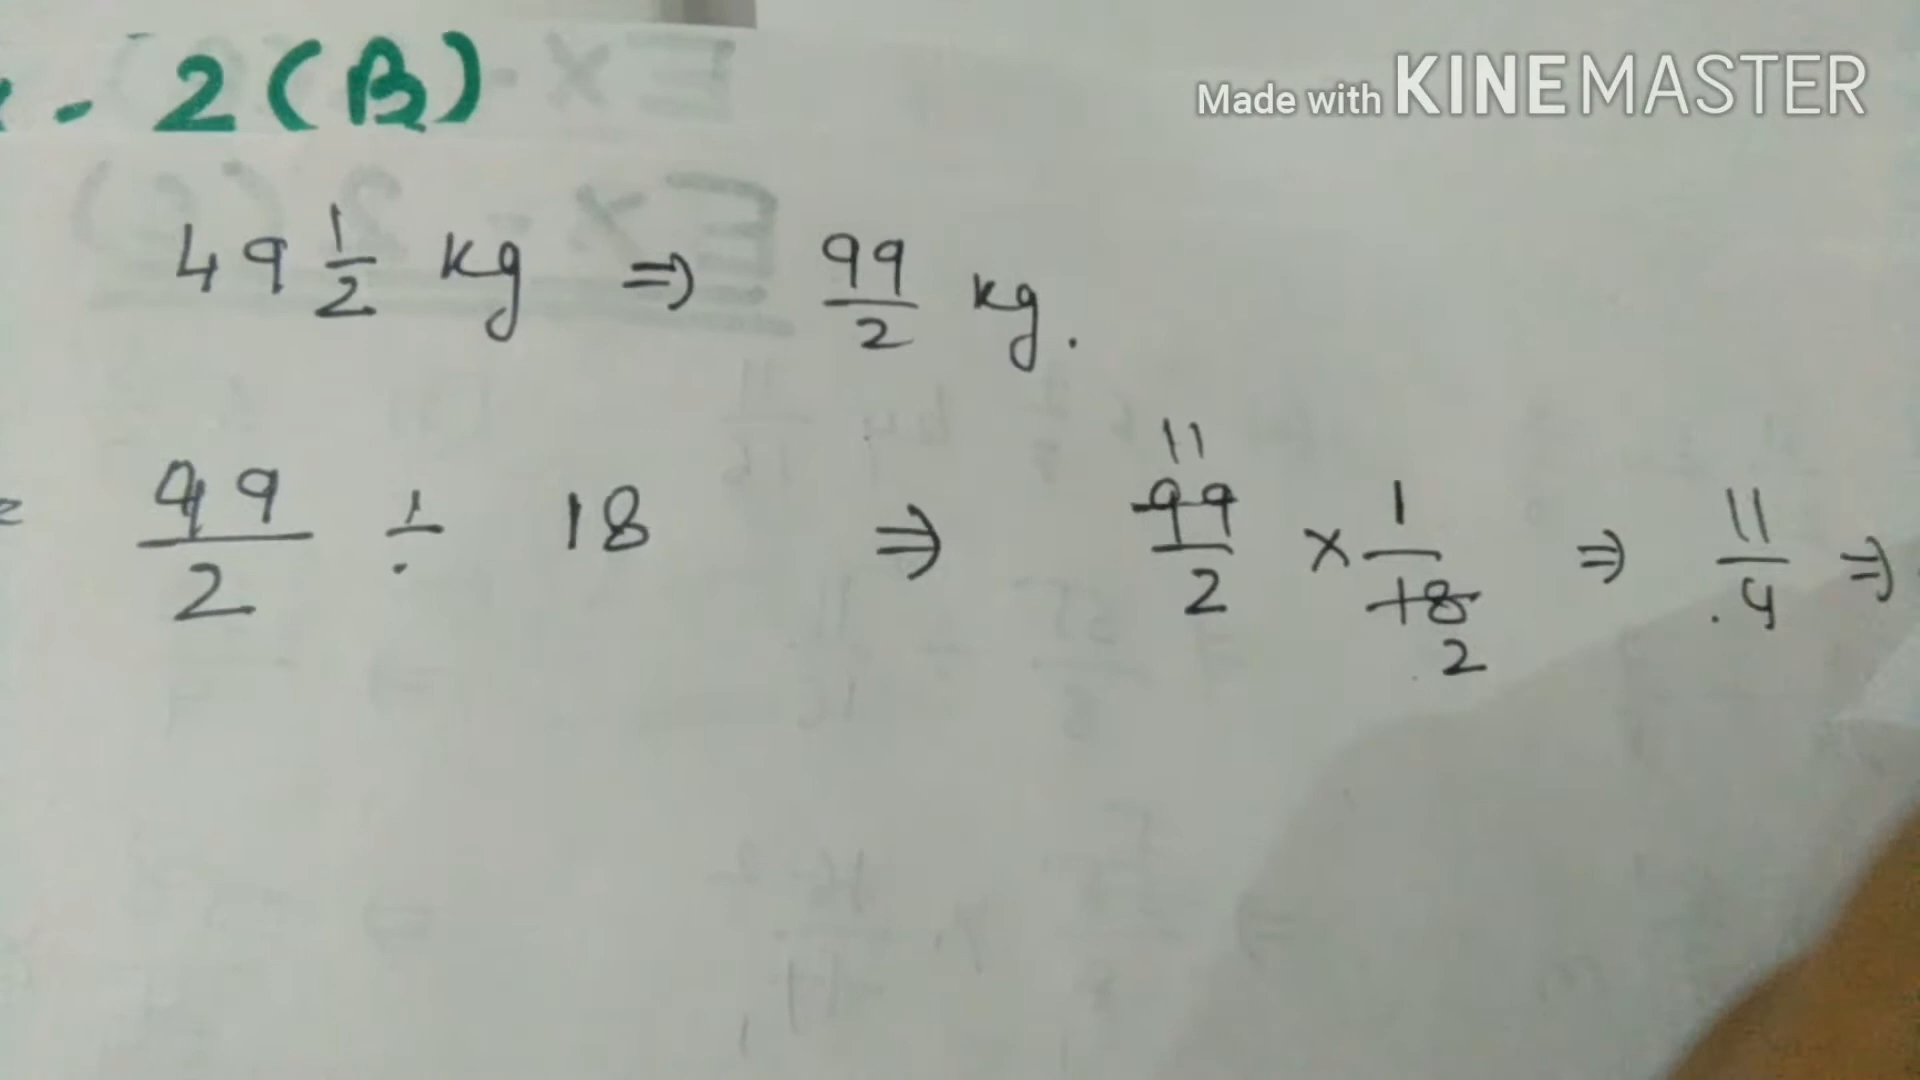 - 2(B)
Made with KINEMASTER
49 1/2 kg ⇒ 99/2 kg.
= 99/2 ÷ 18 ⇒ 11 99/2 × 1/18 2 ⇒ 11/4 ⇒